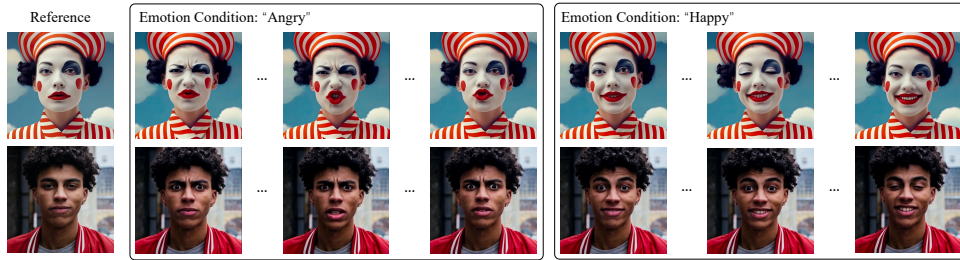 Reference
Emotion Condition: “Angry”
Emotion Condition: “Happy”
... ...
... ...
... ...
... ...